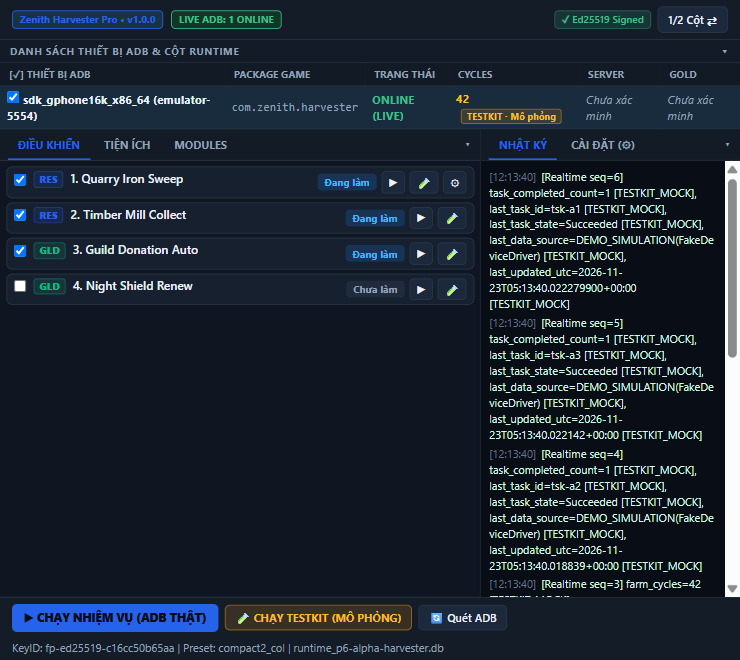 Zenith Harvester Pro • v1.0.0
LIVE ADB: 1 ONLINE
✓ Ed25519 Signed
1/2 Cột ⇄
DANH SÁCH THIẾT BỊ ADB & CỘT RUNTIME
[✓] THIẾT BỊ ADB
PACKAGE GAME
TRẠNG THÁI
CYCLES
SERVER
GOLD
sdk_gphone16k_x86_64 (emulator-
5554)
com.zenith.harvester
ONLINE
(LIVE)
42
TESTKIT - Mô phỏng
Chưa xác
minh
Chưa xác
minh
ĐIỀU KHIỂN
TIỆN ÍCH
MODULES
RES
1. Quarry Iron Sweep
Đang làm
RES
2. Timber Mill Collect
Đang làm
GLD
3. Guild Donation Auto
Đang làm
GLD
4. Night Shield Renew
Chưa làm
NHẬT KÝ
CÀI ĐẶT (⚙)
[12:13:40] [Realtime seq=6]
task_completed_count=1 [TESTKIT_MOCK],
last_task_id=tsk-a1 [TESTKIT_MOCK],
last_task_state=Succeeded [TESTKIT_MOCK],
last_data_source=DEMO_SIMULATION(FakeDe
viceDriver) [TESTKIT_MOCK],
last_updated_utc=2026-11-
23T05:13:40.022279900+00:00
[TESTKIT_MOCK]
[12:13:40] [Realtime seq=5]
task_completed_count=1 [TESTKIT_MOCK],
last_task_id=tsk-a3 [TESTKIT_MOCK],
last_task_state=Succeeded [TESTKIT_MOCK],
last_data_source=DEMO_SIMULATION(FakeDe
viceDriver) [TESTKIT_MOCK],
last_updated_utc=2026-11-
23T05:13:40.022142+00:00 [TESTKIT_MOCK]
[12:13:40] [Realtime seq=4]
task_completed_count=1 [TESTKIT_MOCK],
last_task_id=tsk-a2 [TESTKIT_MOCK],
last_task_state=Succeeded [TESTKIT_MOCK],
last_data_source=DEMO_SIMULATION(FakeDe
viceDriver) [TESTKIT_MOCK],
last_updated_utc=2026-11-
23T05:13:40.018839+00:00 [TESTKIT_MOCK]
[12:13:40] [Realtime seq=3] farm_cycles=42
▶ CHẠY NHIỆM VỤ (ADB THẬT)
CHẠY TESTKIT (MÔ PHỎNG)
Quét ADB
KeyID: fp-ed25519-c16cc50b65aa | Preset: compact2_col | runtime_p6-alpha-harvester.db